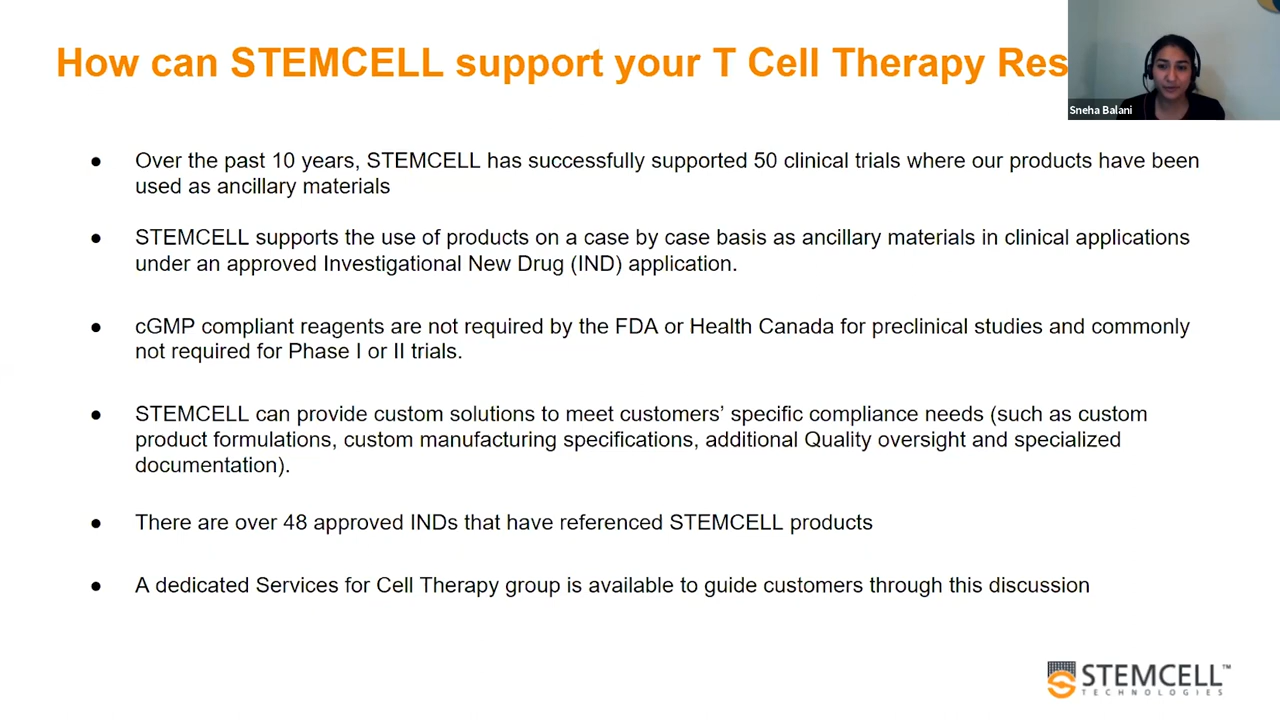 How can STEMCELL support your T Cell Therapy Res
Sneha Balani
● Over the past 10 years, STEMCELL has successfully supported 50 clinical trials where our products have been
used as ancillary materials
● STEMCELL supports the use of products on a case by case basis as ancillary materials in clinical applications
under an approved Investigational New Drug (IND) application.
● cGMP compliant reagents are not required by the FDA or Health Canada for preclinical studies and commonly
not required for Phase I or II trials.
● STEMCELL can provide custom solutions to meet customers’ specific compliance needs (such as custom
product formulations, custom manufacturing specifications, additional Quality oversight and specialized
documentation).
● There are over 48 approved INDs that have referenced STEMCELL products
● A dedicated Services for Cell Therapy group is available to guide customers through this discussion
STEMCELL™
TECHNOLOGIES